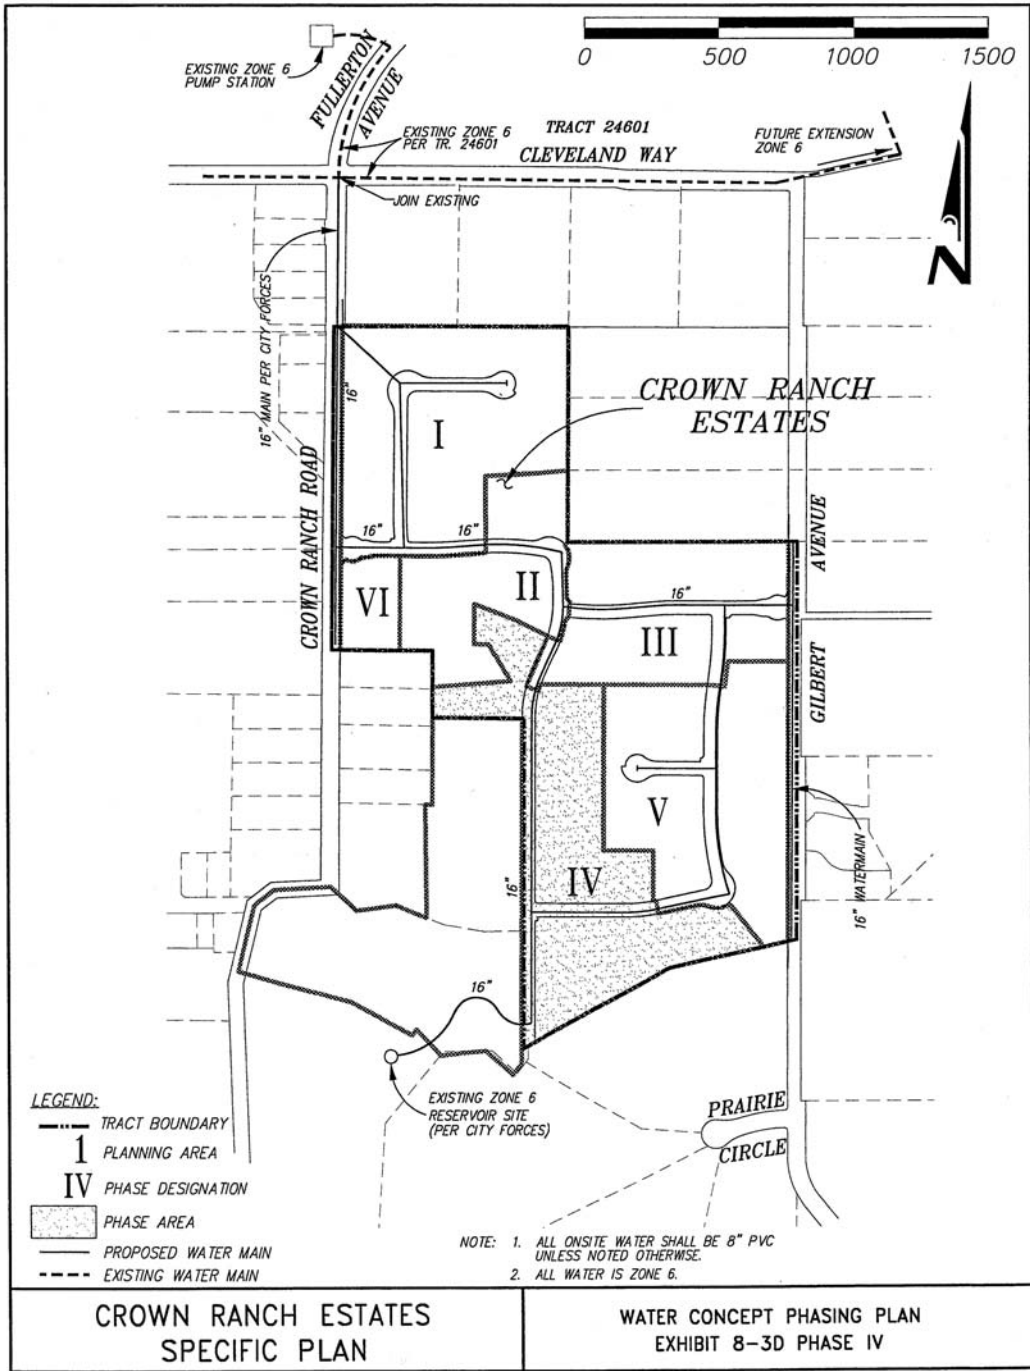 0 500 1000 1500
EXISTING ZONE 6
PUMP STATION
FULLERTON
AVENUE
EXISTING ZONE 6
PER TR. 24601
TRACT 24601
CLEVELAND WAY
FUTURE EXTENSION
ZONE 6
JOIN EXISTING
N
16" MAIN PER CITY FORCES
16"
CROWN RANCH
ESTATES
I
CROWN RANCH ROAD
16"
16"
AVENUE
VI
II
16"
III
GILBERT
V
IV
16"
16" WATERMAIN
16"
EXISTING ZONE 6
RESERVOIR SITE
(PER CITY FORCES)
PRAIRIE
CIRCLE
LEGEND:
TRACT BOUNDARY
1 PLANNING AREA
IV PHASE DESIGNATION
PHASE AREA
PROPOSED WATER MAIN
EXISTING WATER MAIN
NOTE: 1. ALL ONSITE WATER SHALL BE 8" PVC
UNLESS NOTED OTHERWISE.
2. ALL WATER IS ZONE 6.
CROWN RANCH ESTATES
SPECIFIC PLAN
WATER CONCEPT PHASING PLAN
EXHIBIT 8-3D PHASE IV